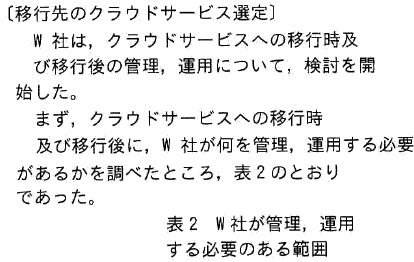 〔移行先のクラウドサービス選定〕
W 社は，クラウドサービスへの移行時及
び移行後の管理，運用について，検討を開
始した。
まず，クラウドサービスへの移行時
及び移行後に，W 社が何を管理，運用する必要
があるかを調べたところ，表2のとおり
であった。
表2 W社が管理，運用
する必要のある範囲